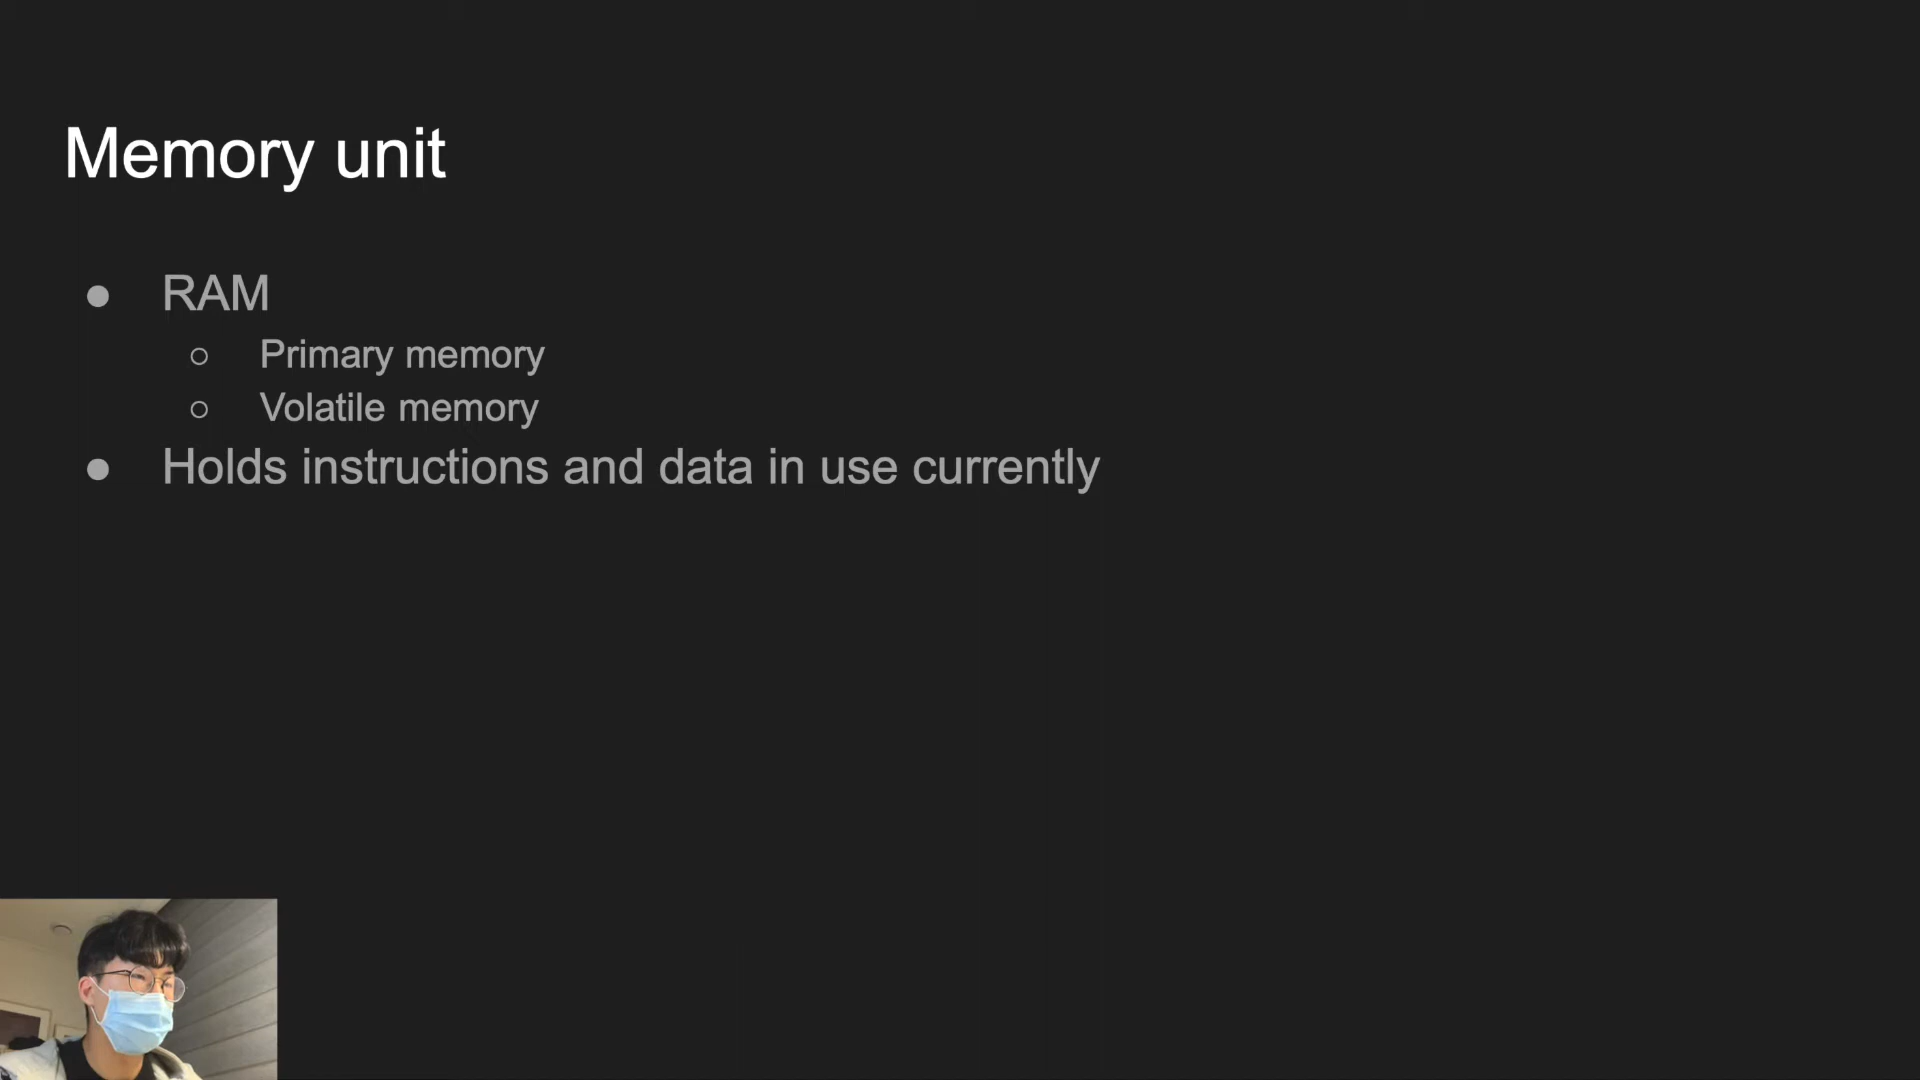 Memory unit
● RAM
○ Primary memory
○ Volatile memory
● Holds instructions and data in use currently